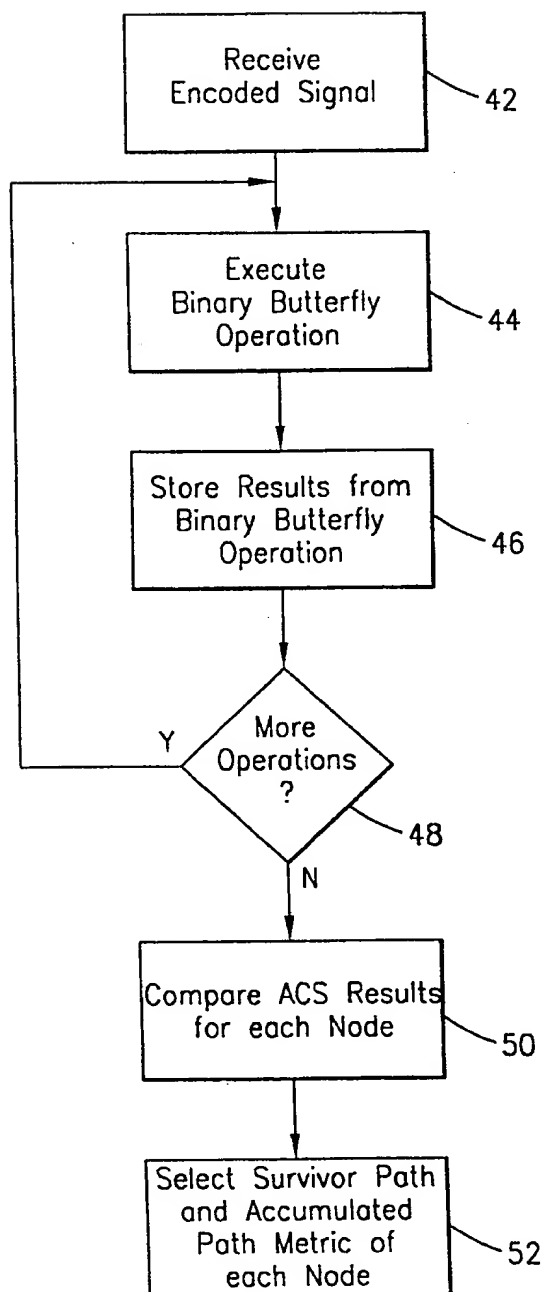 Receive
Encoded Signal
42
Execute
Binary Butterfly
Operation
44
Store Results from
Binary Butterfly
Operation
46
More
Operations
?
Y
48
N
Compare ACS Results
for each Node
50
Select Survivor Path
and Accumulated
Path Metric of
each Node
52